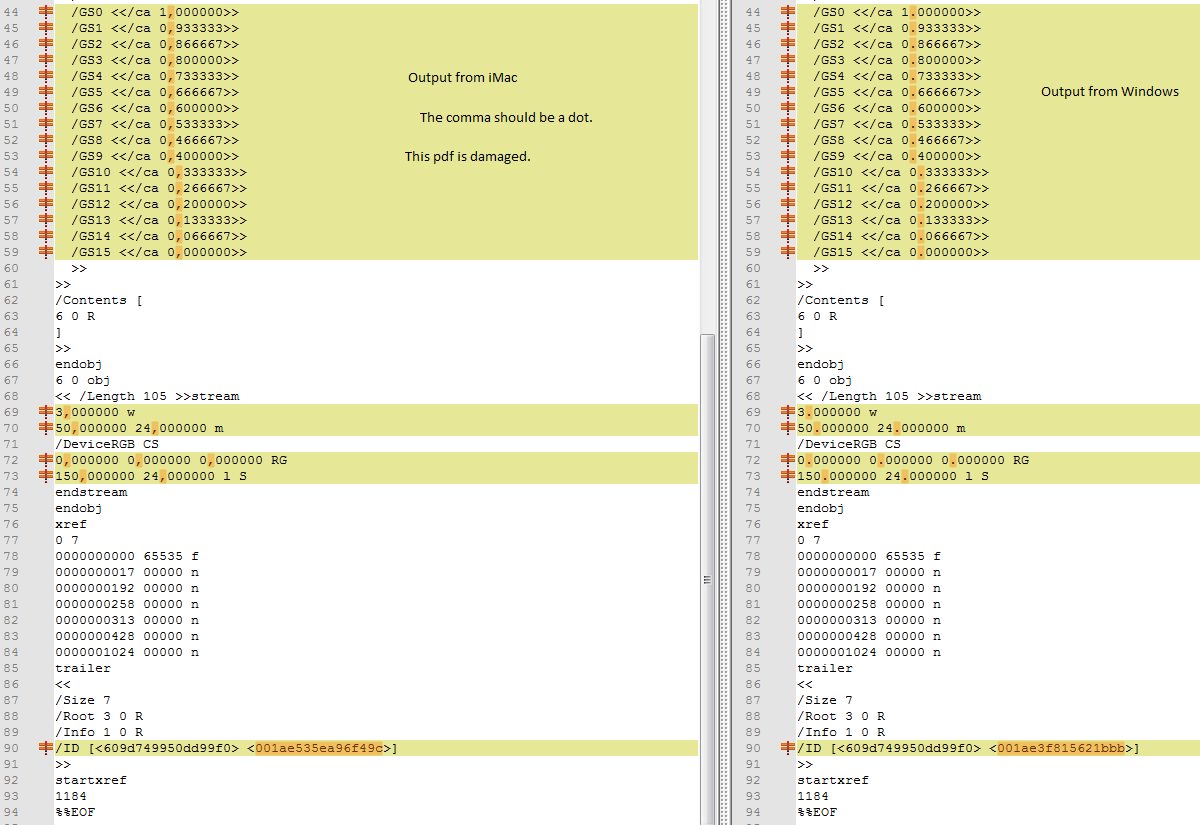 44 /GS0 <</ca 1,000000>>
45 /GS1 <</ca 0,933333>>
46 /GS2 <</ca 0,866667>>
47 /GS3 <</ca 0,800000>>
48 /GS4 <</ca 0,733333>> Output from iMac
49 /GS5 <</ca 0,666667>>
50 /GS6 <</ca 0,600000>>
51 /GS7 <</ca 0,533333>> The comma should be a dot.
52 /GS8 <</ca 0,466667>>
53 /GS9 <</ca 0,400000>> This pdf is damaged.
54 /GS10 <</ca 0,333333>>
55 /GS11 <</ca 0,266667>>
56 /GS12 <</ca 0,200000>>
57 /GS13 <</ca 0,133333>>
58 /GS14 <</ca 0,066667>>
59 /GS15 <</ca 0,000000>>
60 >>
61 >>
62 /Contents [
63 6 0 R
64 ]
65 >>
66 endobj
67 6 0 obj
68 << /Length 105 >>stream
69 3,000000 w
70 50,000000 24,000000 m
71 /DeviceRGB CS
72 0,000000 0,000000 0,000000 RG
73 150,000000 24,000000 l S
74 endstream
75 endobj
76 xref
77 0 7
78 0000000000 65535 f
79 0000000017 00000 n
80 0000000192 00000 n
81 0000000258 00000 n
82 0000000313 00000 n
83 0000000428 00000 n
84 0000001024 00000 n
85 trailer
86 <<
87 /Size 7
88 /Root 3 0 R
89 /Info 1 0 R
90 /ID [<609d749950dd99f0> <001ae535ea96f49c>]
91 >>
92 startxref
93 1184
94 %%EOF
44 /GS0 <</ca 1.000000>>
45 /GS1 <</ca 0.933333>>
46 /GS2 <</ca 0.866667>>
47 /GS3 <</ca 0.800000>>
48 /GS4 <</ca 0.733333>>
49 /GS5 <</ca 0.666667>> Output from Windows
50 /GS6 <</ca 0.600000>>
51 /GS7 <</ca 0.533333>>
52 /GS8 <</ca 0.466667>>
53 /GS9 <</ca 0.400000>>
54 /GS10 <</ca 0.333333>>
55 /GS11 <</ca 0.266667>>
56 /GS12 <</ca 0.200000>>
57 /GS13 <</ca 0.133333>>
58 /GS14 <</ca 0.066667>>
59 /GS15 <</ca 0.000000>>
60 >>
61 >>
62 /Contents [
63 6 0 R
64 ]
65 >>
66 endobj
67 6 0 obj
68 << /Length 105 >>stream
69 3.000000 w
70 50.000000 24.000000 m
71 /DeviceRGB CS
72 0.000000 0.000000 0.000000 RG
73 150.000000 24.000000 l S
74 endstream
75 endobj
76 xref
77 0 7
78 0000000000 65535 f
79 0000000017 00000 n
80 0000000192 00000 n
81 0000000258 00000 n
82 0000000313 00000 n
83 0000000428 00000 n
84 0000001024 00000 n
85 trailer
86 <<
87 /Size 7
88 /Root 3 0 R
89 /Info 1 0 R
90 /ID [<609d749950dd99f0> <001ae3f815621bbb>]
91 >>
92 startxref
93 1184
94 %%EOF